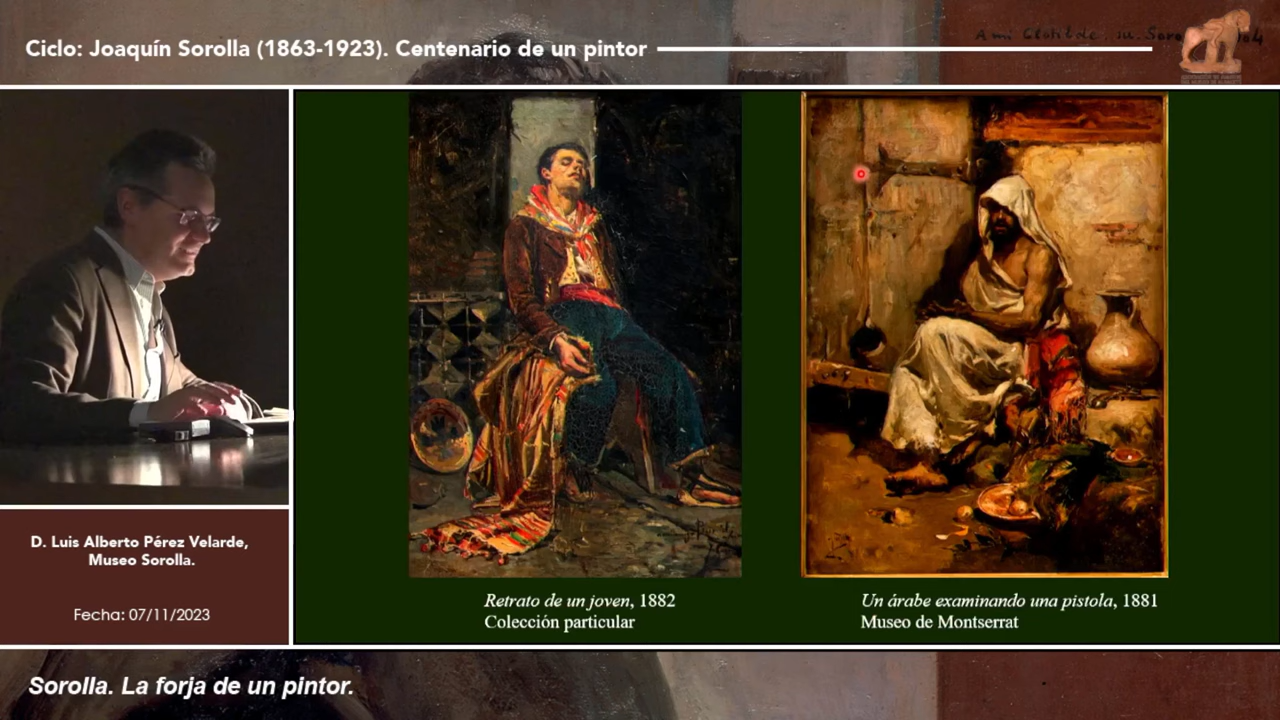 Ciclo: Joaquín Sorolla (1863-1923). Centenario de un pintor
A mi Clotilde
D. Luis Alberto Pérez Velarde,
Museo Sorolla.
Fecha: 07/11/2023
Retrato de un joven, 1882
Colección particular
Un árabe examinando una pistola, 1881
Museo de Montserrat
Sorolla. La forja de un pintor.